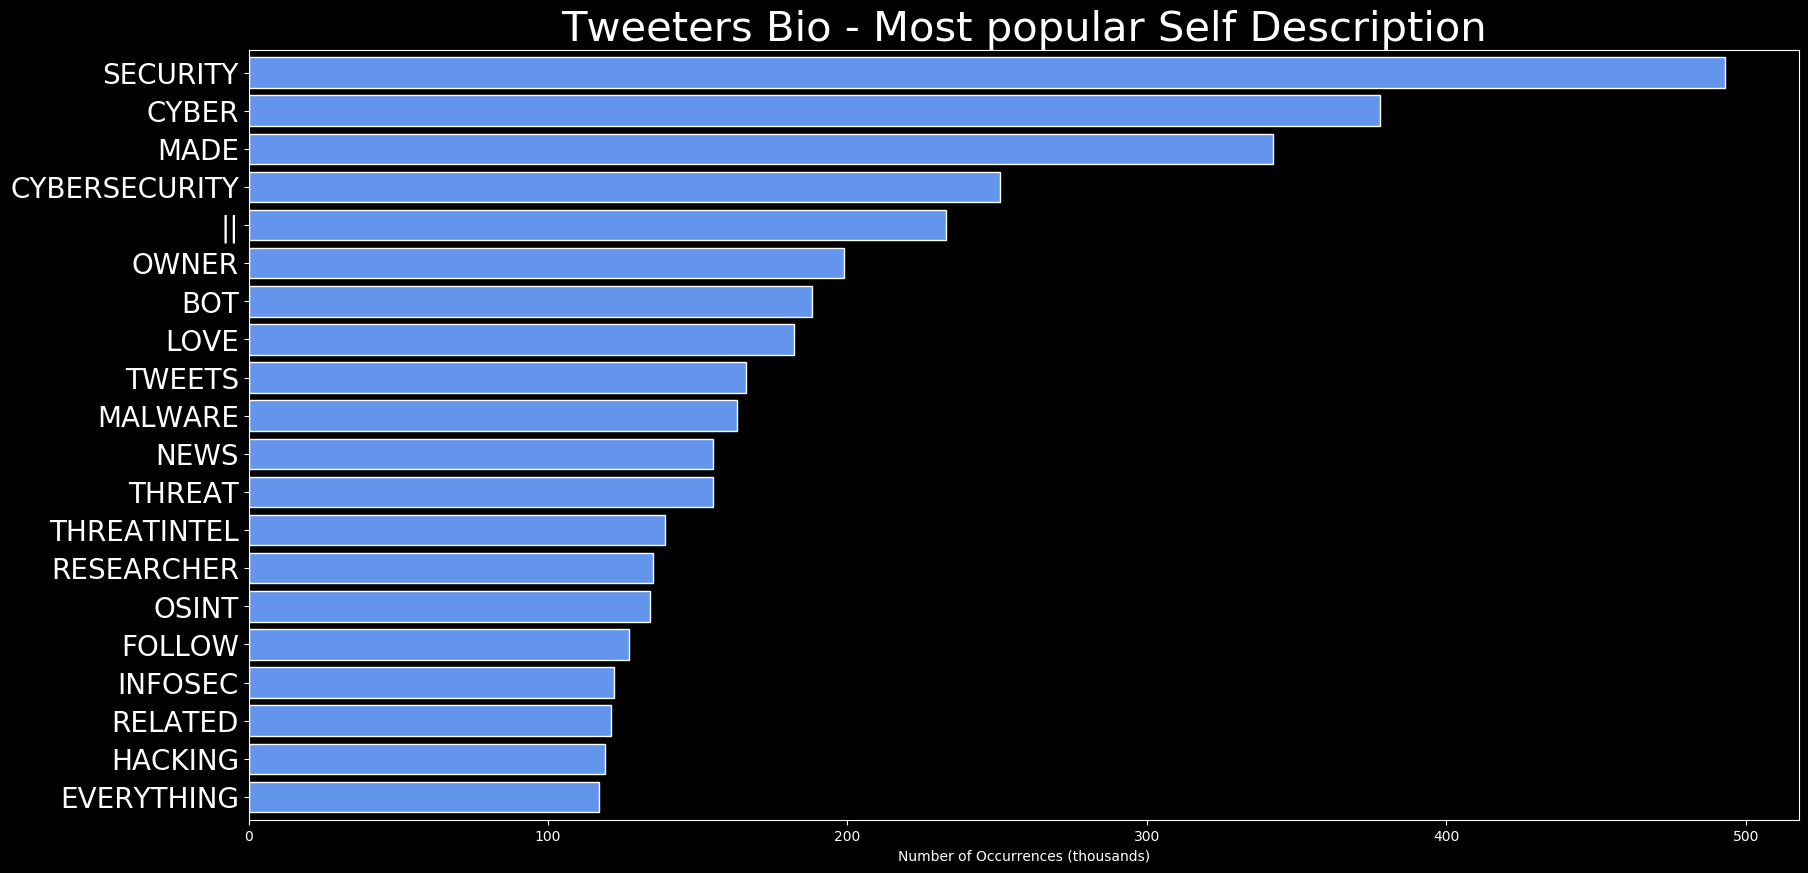 Tweeters Bio - Most popular Self Description
SECURITY
CYBER
MADE
CYBERSECURITY
||
OWNER
BOT
LOVE
TWEETS
MALWARE
NEWS
THREAT
THREATINTEL
RESEARCHER
OSINT
FOLLOW
INFOSEC
RELATED
HACKING
EVERYTHING
0 100 200 300 400 500
Number of Occurrences (thousands)